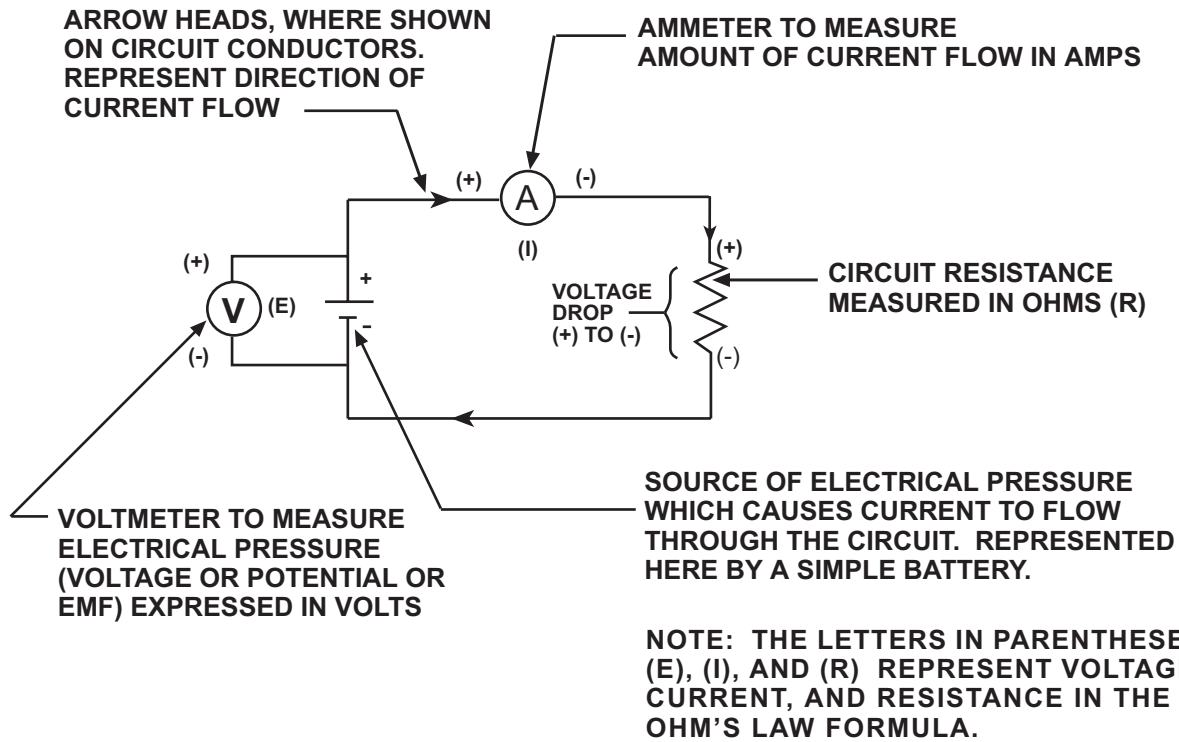 ARROW HEADS, WHERE SHOWN
ON CIRCUIT CONDUCTORS.
REPRESENT DIRECTION OF
CURRENT FLOW
AMMETER TO MEASURE
AMOUNT OF CURRENT FLOW IN AMPS
(+)
A
(-)
(I)
(+)
V
(E)
(-)
+
-
VOLTAGE
DROP
(+) TO (-)
(+)
(-)
CIRCUIT RESISTANCE
MEASURED IN OHMS (R)
VOLTMETER TO MEASURE
ELECTRICAL PRESSURE
(VOLTAGE OR POTENTIAL OR
EMF) EXPRESSED IN VOLTS
SOURCE OF ELECTRICAL PRESSURE
WHICH CAUSES CURRENT TO FLOW
THROUGH THE CIRCUIT. REPRESENTED
HERE BY A SIMPLE BATTERY.
NOTE: THE LETTERS IN PARENTHESE
(E), (I), AND (R) REPRESENT VOLTAG
CURRENT, AND RESISTANCE IN THE
OHM'S LAW FORMULA.